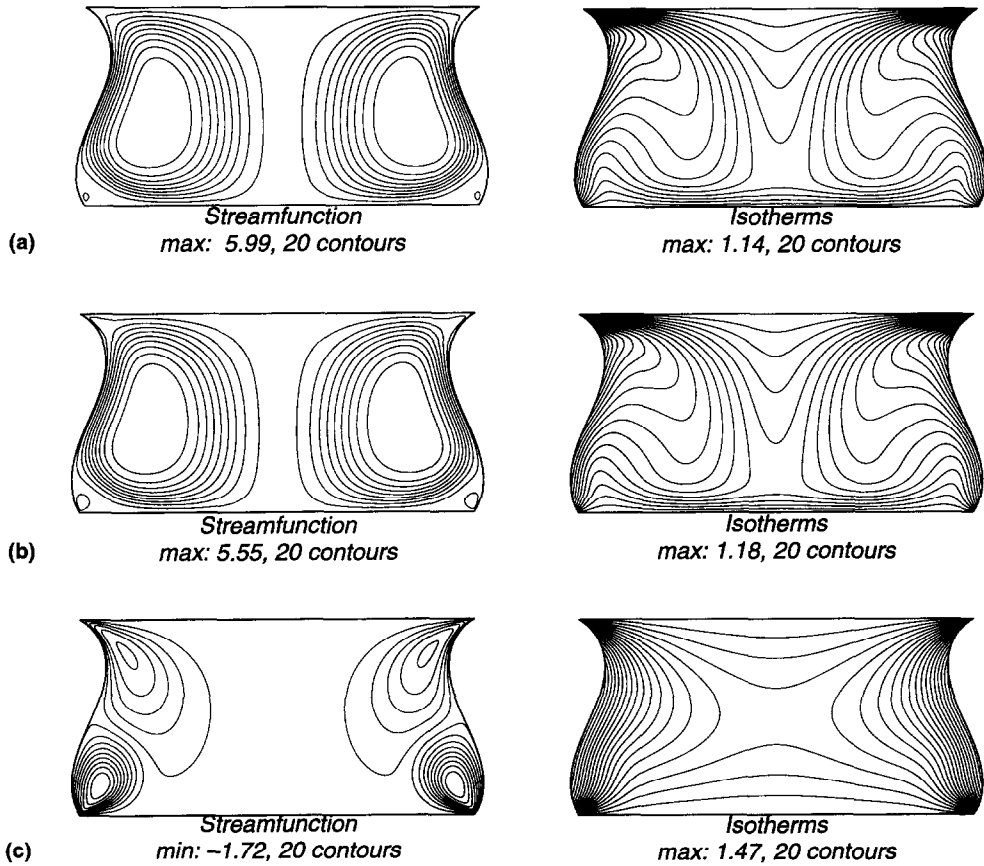 Streamfunction
max: 5.99, 20 contours
Isotherms
max: 1.14, 20 contours
(a)
Streamfunction
max: 5.55, 20 contours
Isotherms
max: 1.18, 20 contours
(b)
Streamfunction
min: –1.72, 20 contours
Isotherms
max: 1.47, 20 contours
(c)